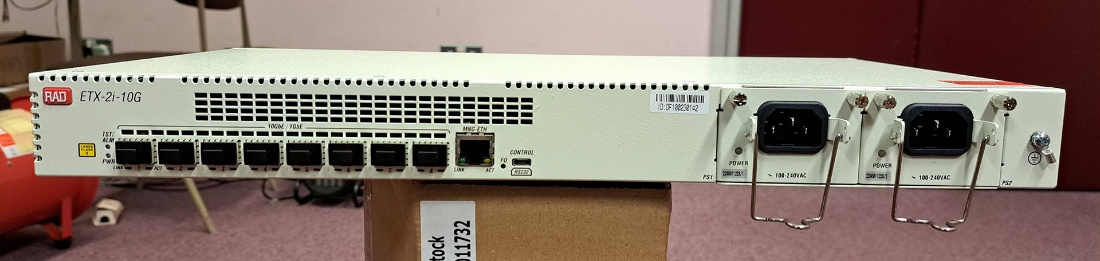 RAD ETX-2i-10G
10GbE / 1GbE
TST/
ALM
PWR
LINK ACT
MNG-ETH
LINK ACT
FD
CONTROL
RS232
ID:DF100230142
PS1
POWER
~ 100-240VAC
POWER
~ 100-240VAC
PS2
tock
011732